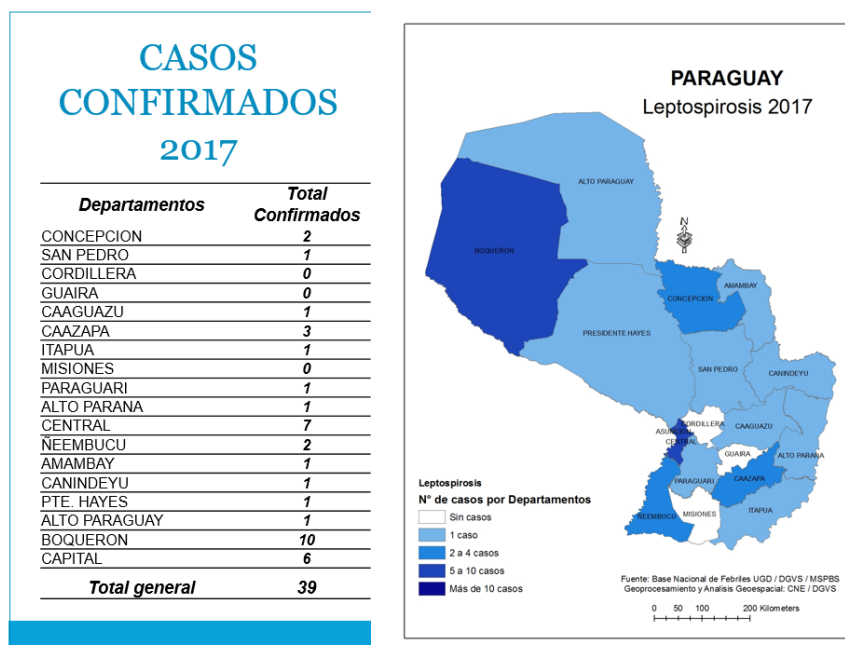 CASOS
CONFIRMADOS
2017
Departamentos Total Confirmados
CONCEPCION 2
SAN PEDRO 1
CORDILLERA 0
GUAIRA 0
CAAGUAZU 1
CAAZAPA 3
ITAPUA 1
MISIONES 0
PARAGUARI 1
ALTO PARANA 1
CENTRAL 7
ÑEEMBUCU 2
AMAMBAY 1
CANINDEYU 1
PTE. HAYES 1
ALTO PARAGUAY 1
BOQUERON 10
CAPITAL 6
Total general 39
PARAGUAY
Leptospirosis 2017
ALTO PARAGUAY
N
BOQUERON
CONCEPCION
AMAMBAY
PRESIDENTE HAYES
SAN PEDRO
CANINDEYU
CORDILLERA
ASUNCION
CAAGUAZU
CENTRAL
GUAIRA
ALTO PARANA
PARAGUARI
CAAZAPA
ÑEEMBUCU
MISIONES
ITAPUA
Leptospirosis
N° de casos por Departamentos
Sin casos
1 caso
2 a 4 casos
5 a 10 casos
Más de 10 casos
Fuente: Base Nacional de Febriles UGD / DGVS / MSPBS
Geoprocesamiento y Analisis Geoespacial: CNE / DGVS
0 50 100 200 Kilometers